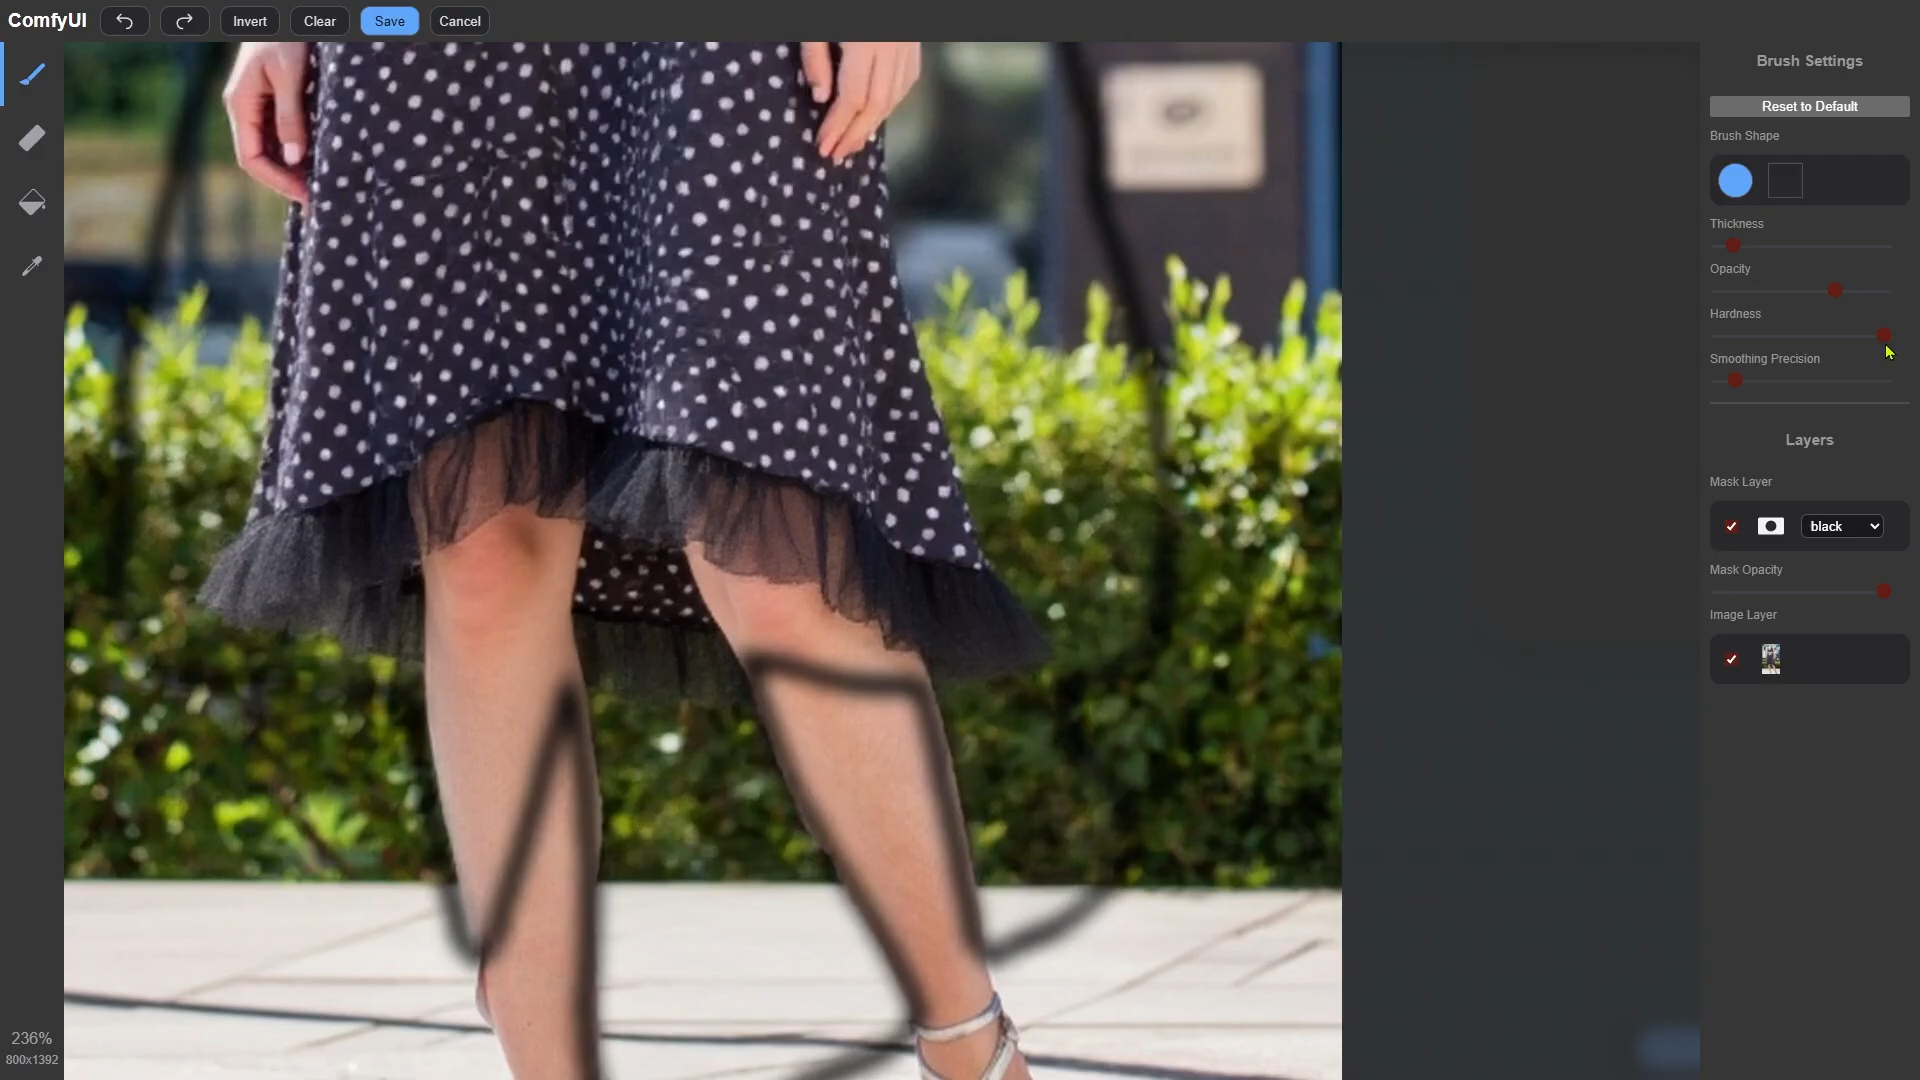 ComfyUI
Invert
Clear
Save
Cancel
Brush Settings
Reset to Default
Brush Shape
Thickness
Opacity
Hardness
Smoothing Precision
Layers
Mask Layer
black
Mask Opacity
Image Layer
236%
800x1392